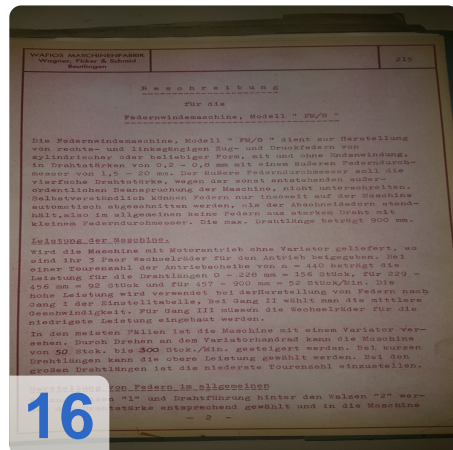 WAFIOS MASCHINENFABRIK
Wagner, Ficker & Schmid
Reutlingen
215
Beschreibung
für die
Federnwindemaschine, Modell " FW/S "
Die Federnwindemaschine, Modell " FW/S " dient zur Herstellung
von rechts- und linksgängigen Zug- und Druckfedern von
zylindrischer oder beliebiger Form, mit und ohne Endanwindung,
in Drahtstärken von 0,2 - 0,8 mm mit einem äußeren Federdurch-
messer von 1,5 - 20 mm. Der äußere Federdurchmesser soll die
vierfache Drahtstärke, wegen der sonst entstehenden außer-
ordentlichen Beanspruchung der Maschine, nicht unterschreiten.
Selbstverständlich können Federn nur insoweit auf der Maschine
automatisch abgeschnitten werden, als der Abschneidedorn stand-
hält, also im allgemeinen keine Federn aus starkem Draht mit
kleinem Federdurchmesser. Die max. Drahtlänge beträgt 900 mm.
Leistung der Maschine.
Wird die Maschine mit Motorantrieb ohne Variator geliefert, so
sind ihr 3 Paar Wechselräder für den Antrieb beigegeben. Bei
einer Tourenzahl der Antriebscheibe von n = 440 beträgt die
Leistung für die Drahtlängen 0 - 228 mm = 156 Stück, für 229 -
456 mm = 92 Stück und für 457 - 900 mm = 52 Stück/Min. Die
hohe Leistung wird verwendet bei derHerstellung von Federn nach
Gang I der Einstelltabelle. Bei Gang II wählt man die mittlere
Geschwindigkeit. Für Gang III müssen die Wechselräder für die
niedrigste Leistung eingebaut werden.
In den meisten Fällen ist die Maschine mit einem Variator ver-
sehen. Durch Drehen am Variatorhandrad kann die Maschine
von 50 Stck. bis 300 Stck./Min. gesteigert werden. Bei kurzen
Drahtlängen kann die obere Leistung gewählt werden. Bei den
großen Drahtlängen ist die niederste Tourenzahl einzustellen.
von Federn im allgemeinen
"1" und Drahtführung hinter den Walzen "2" wer-
entsprechend gewählt und in die Maschine
- 2 -
16